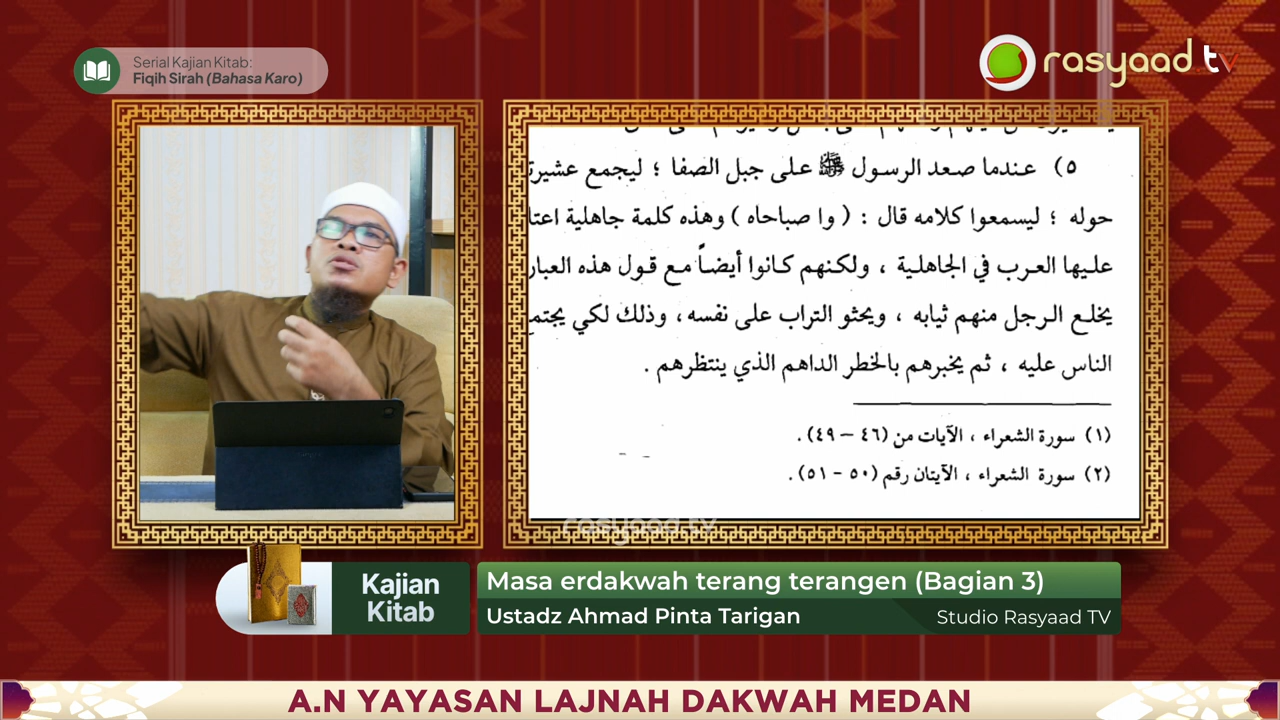 Serial Kajian Kitab:
Fiqih Sirah (Bahasa Karo)
rasyaad tv
٥) عندما صعد الرسول ﷺ على جبل الصفا ؛ ليجمع عشيرته
حوله ؛ ليسمعوا كلامه قال : ( وا صباحاه ) وهذه كلمة جاهلية
عليها العرب في الجاهلية ، ولكنهم كانوا أيضاً مع قول هذه
يخلع الرجل منهم ثيابه ، ويحثو التراب على نفسه، وذلك لكي
الناس عليه ، ثم يخبرهم بالخطر الداهم الذي ينتظرهم .
(١) سورة الشعراء ، الآيات من (٤٦ – ٤٩) .
(٢) سورة الشعراء ، الآيتان رقم (٥٠ - ٥١) .
rasyaad tv
Kajian
Kitab
Masa erdakwah terang terangen (Bagian 3)
Ustadz Ahmad Pinta Tarigan
Studio Rasyaad TV
A.N YAYASAN LAJNAH DAKWAH MEDAN